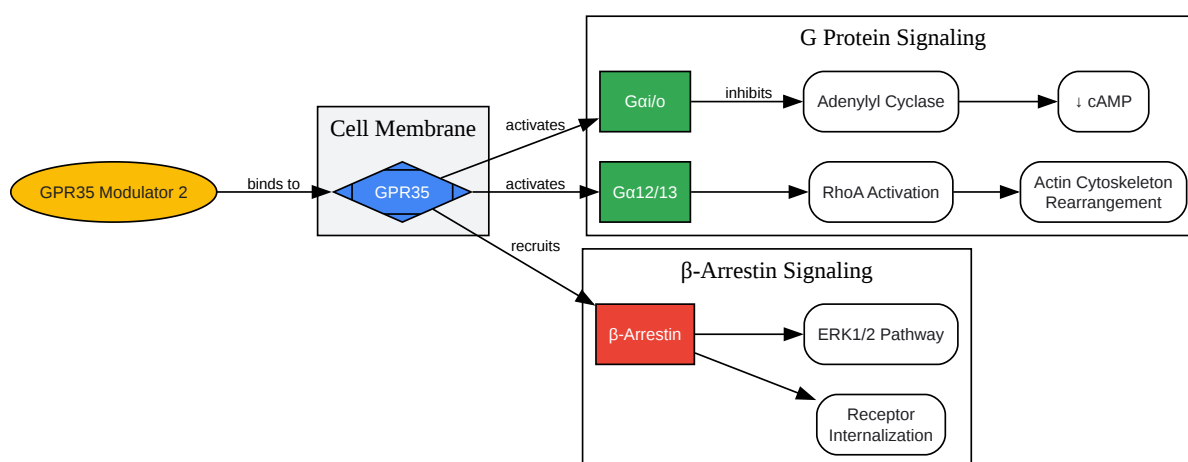 G Protein Signaling
Gαi/o
inhibits
Adenylyl Cyclase
↓ cAMP
Cell Membrane
activates
GPR35 Modulator 2
binds to
GPR35
activates
Gα12/13
RhoA Activation
Actin Cytoskeleton
Rearrangement
recruits
β-Arrestin Signaling
β-Arrestin
ERK1/2 Pathway
Receptor
Internalization